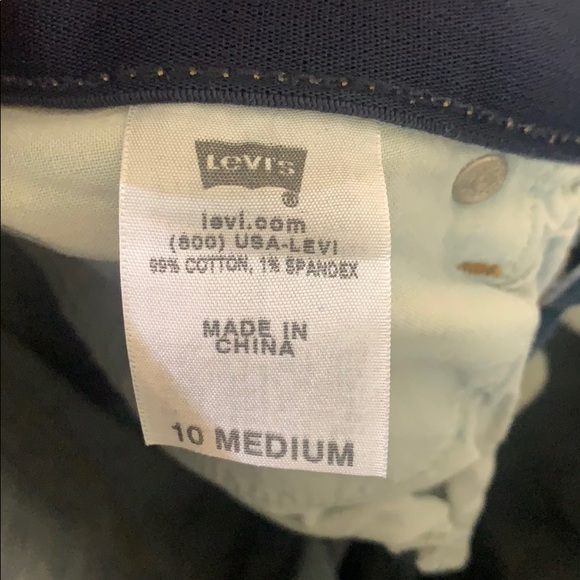 LEVI'S
®
levi.com
(800) USA-LEVI
99% COTTON, 1% SPANDEX
MADE IN
CHINA
10 MEDIUM